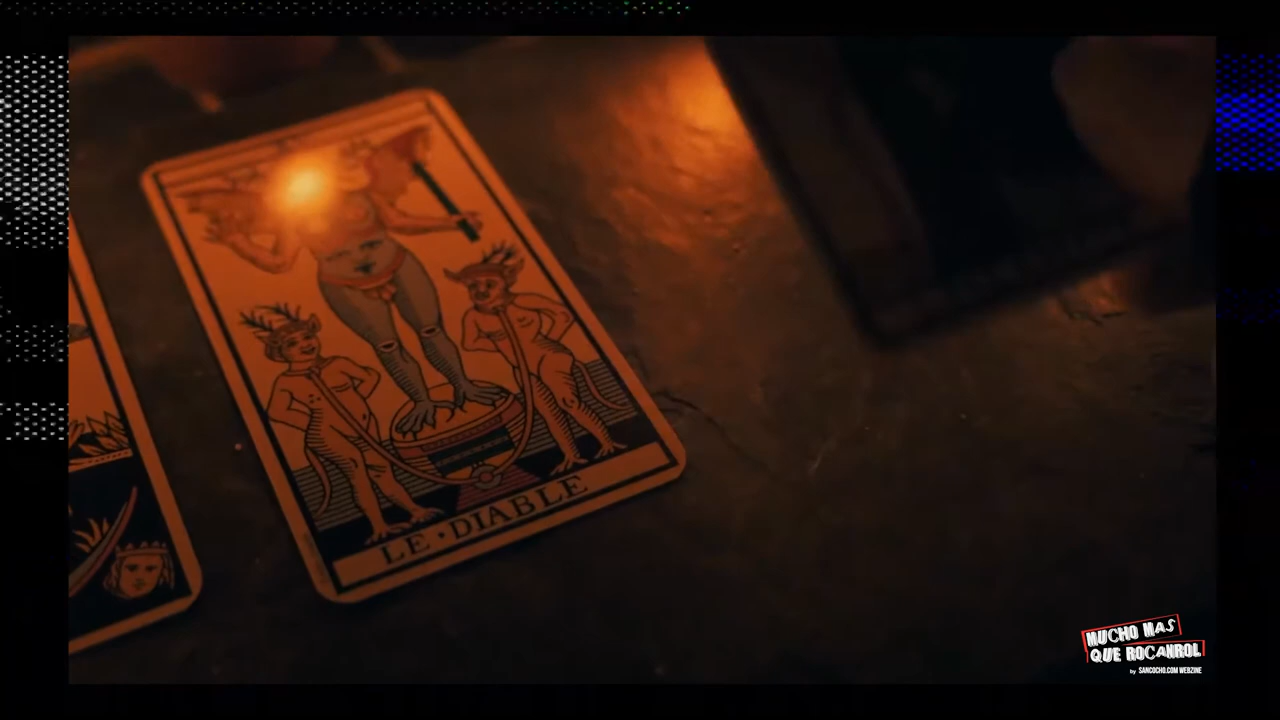 LE • DIABLE
MUCHO MAS
QUE ROCANROL
by SANCOCHO.COM WEBZINE